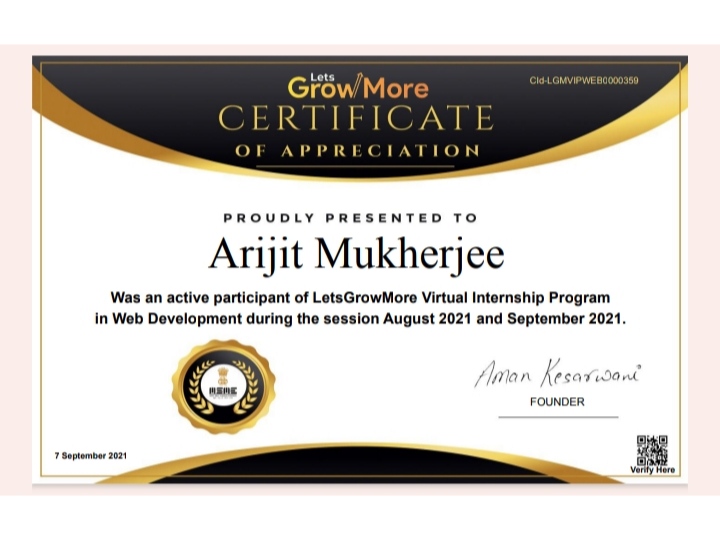 Lets
GrowMore
Cid-LGMVIPWEB0000359
CERTIFICATE
OF APPRECIATION
PROUDLY PRESENTED TO
Arijit Mukherjee
Was an active participant of LetsGrowMore Virtual Internship Program
in Web Development during the session August 2021 and September 2021.
MSME
Aman Kesarwani
FOUNDER
7 September 2021
Verify Here